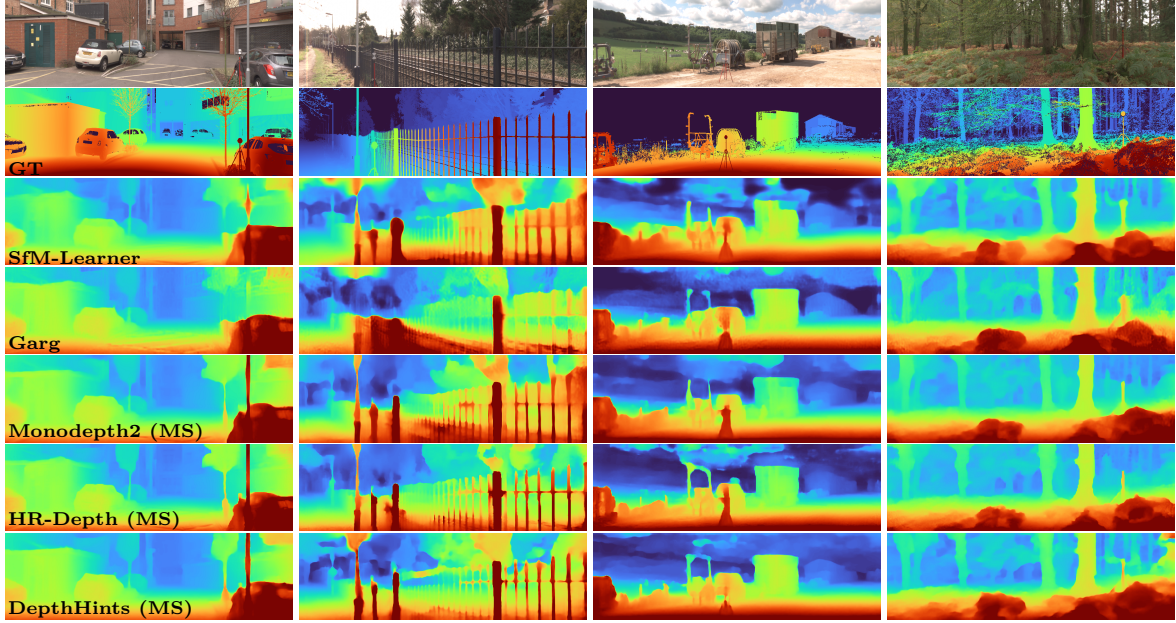 GT
SfM-Learner
Garg
Monodepth2 (MS)
HR-Depth (MS)
DepthHints (MS)